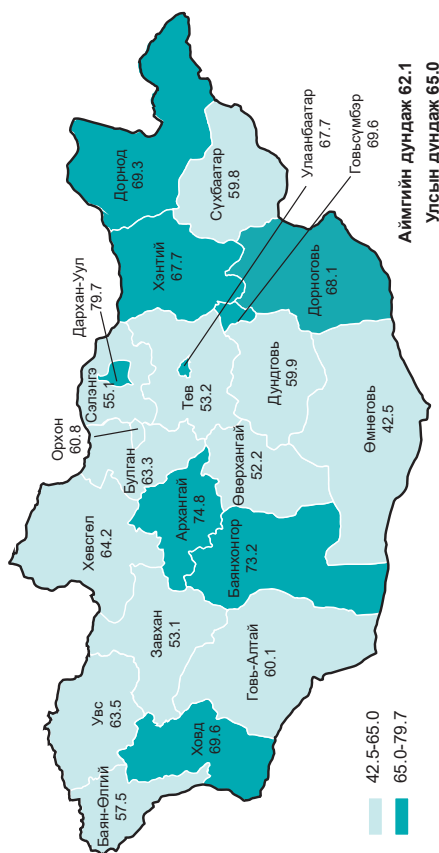 Баян-Өлгий
57.5
Увс
63.5
Ховд
69.6
Завхан
53.1
Говь-Алтай
60.1
Хөвсгөл
64.2
Архангай
74.8
Баянхонгор
73.2
Орхон
60.8
Булган
63.3
Өвөрхангай
52.2
Өмнөговь
42.5
Сэлэнгэ
55.1
Дархан-Уул
79.7
Төв
53.2
Дундговь
59.9
Хэнтий
67.7
Дорноговь
68.1
Дорнод
69.3
Сүхбаатар
59.8
Улаанбаатар
67.7
Говьсүмбэр
69.6
Аймгийн дундаж 62.1
Улсын дундаж 65.0
42.5-65.0
65.0-79.7